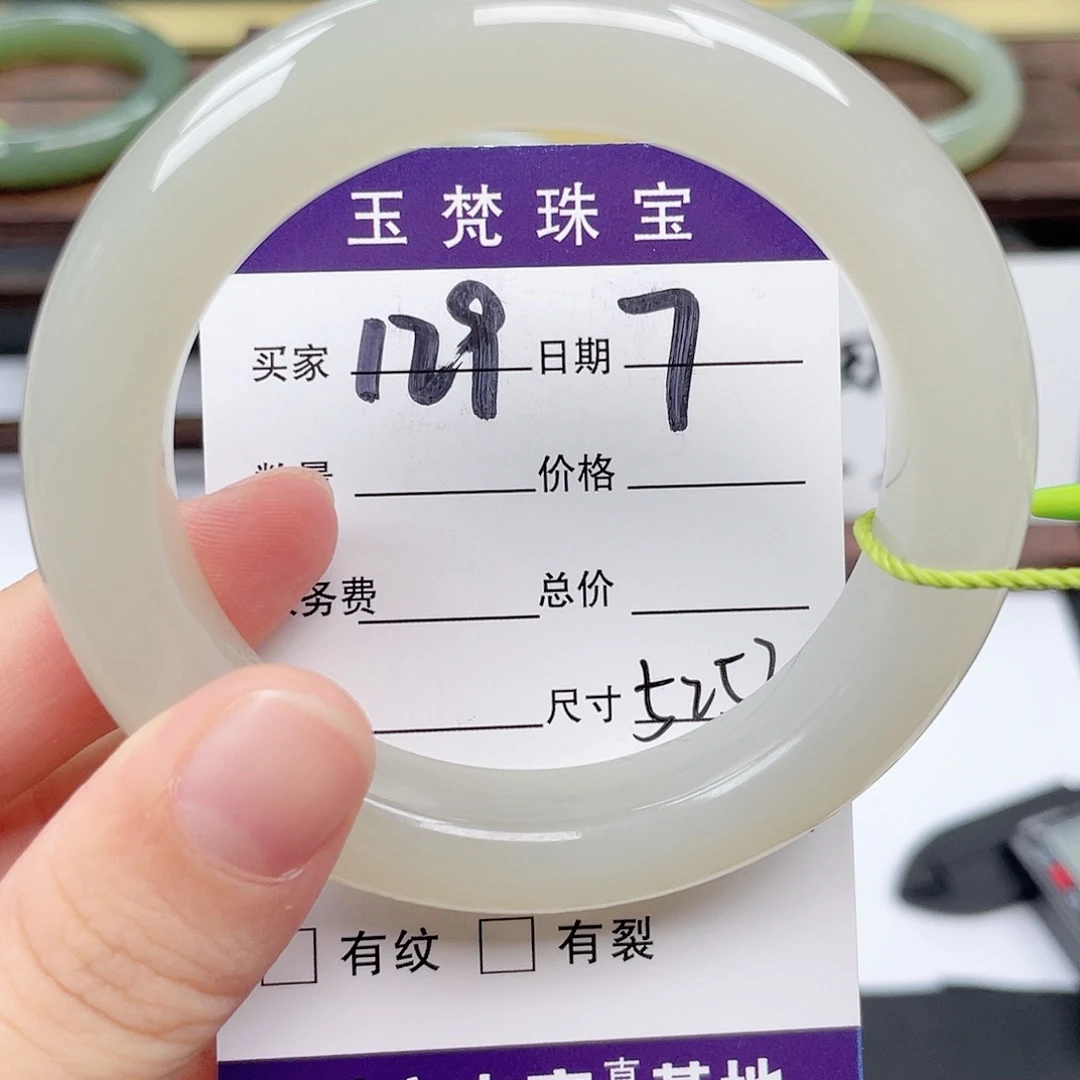 玉梵珠宝
买家 129 日期 7
价格
务费 总价
尺寸 5257
有纹 有裂